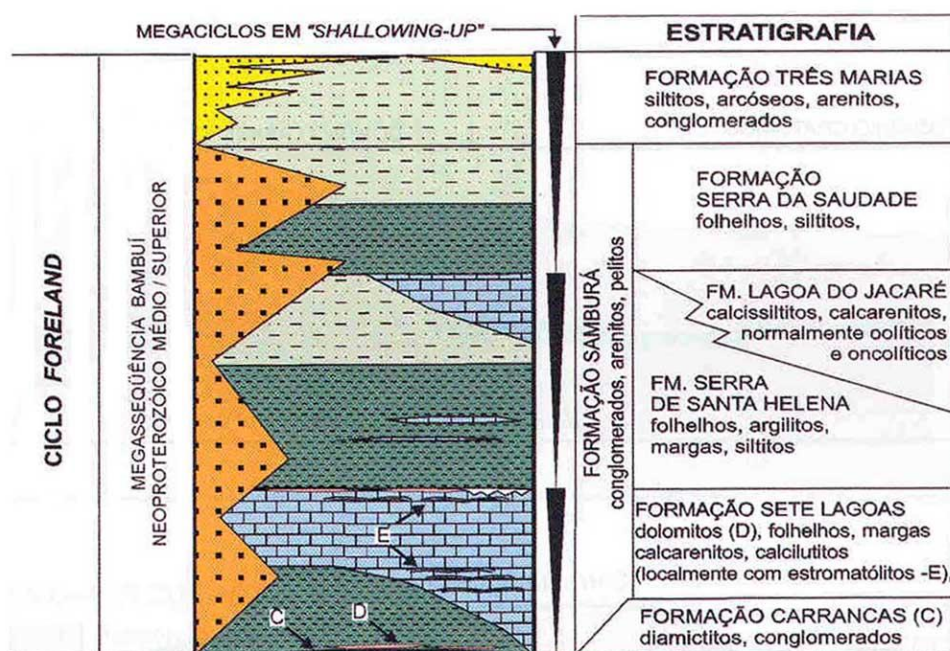 MEGACICLOS EM "SHALLOWING-UP"
ESTRATIGRAFIA
CICLO FORELAND
MEGASSEQÜÊNCIA BAMBUÍ
NEOPROTEROZÓICO MÉDIO / SUPERIOR
FORMAÇÃO TRÊS MARIAS
siltitos, arcóseos, arenitos,
conglomerados
FORMAÇÃO SAMBURÁ
conglomerados, arenitos, pelitos
FORMAÇÃO
SERRA DA SAUDADE
folhelhos, siltitos,
FM. LAGOA DO JACARÉ
calcissiltitos, calcarenitos,
normalmente oolíticos
e oncolíticos
FM. SERRA
DE SANTA HELENA
folhelhos, argilitos,
margas, siltitos
E
FORMAÇÃO SETE LAGOAS
dolomitos (D), folhelhos, margas
calcarenitos, calcilutitos
(localmente com estromatólitos -E),
C
D
FORMAÇÃO CARRANCAS (C)
diamictitos, conglomerados